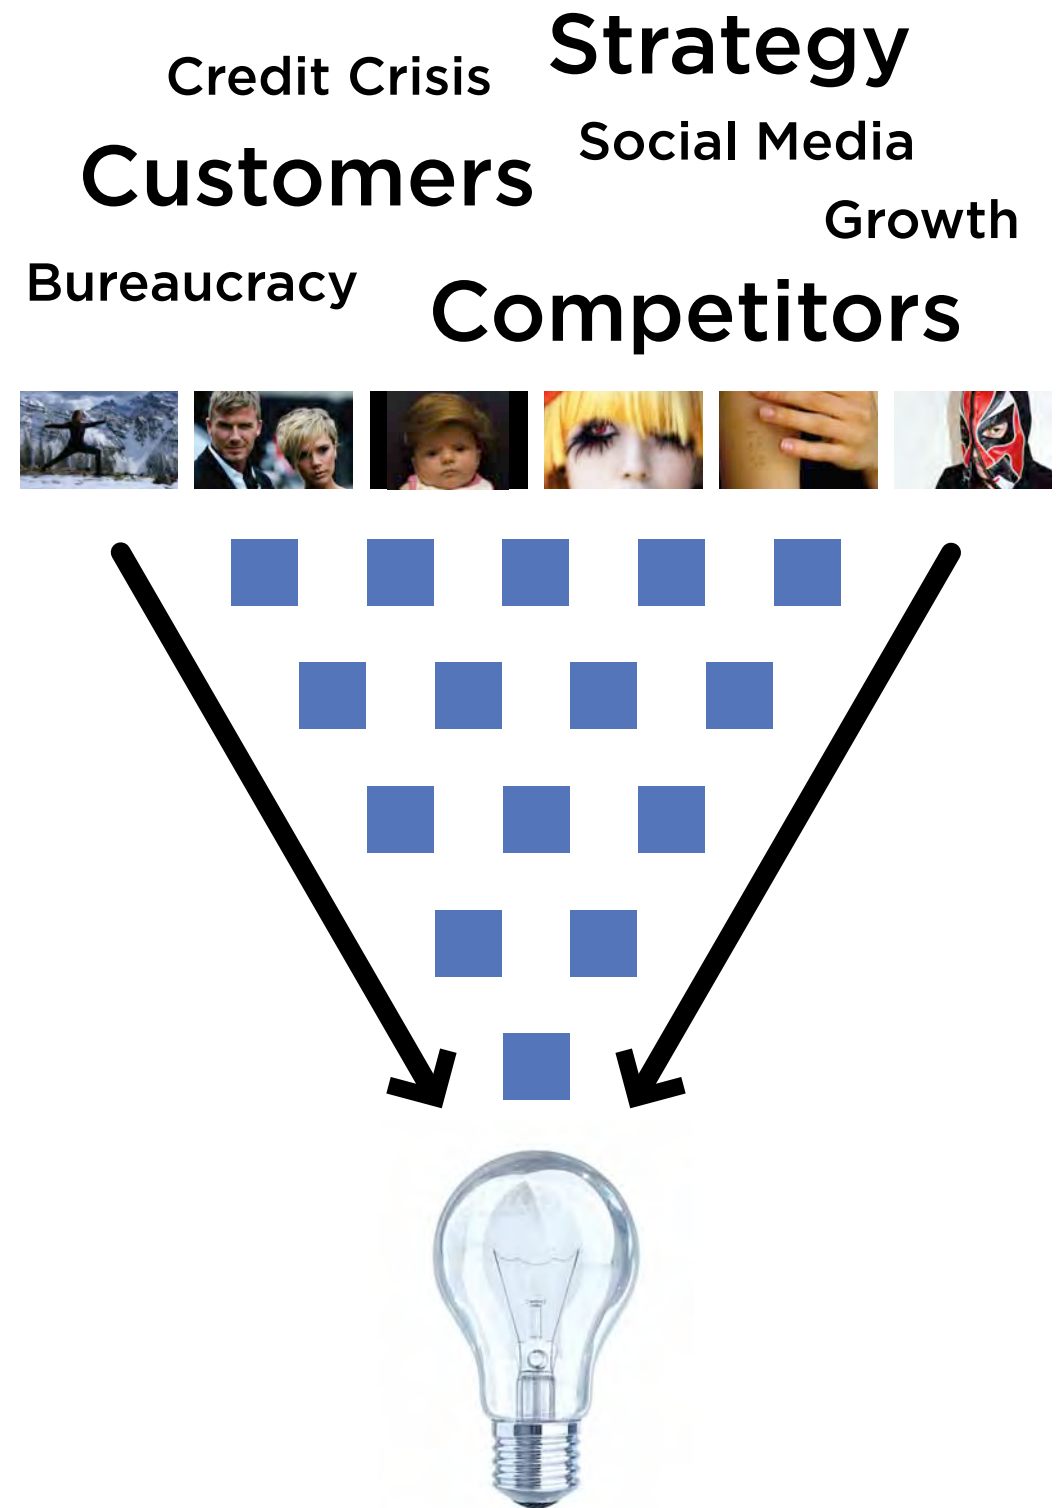 Strategy
Credit Crisis
Social Media
Customers
Growth
Bureaucracy
Competitors